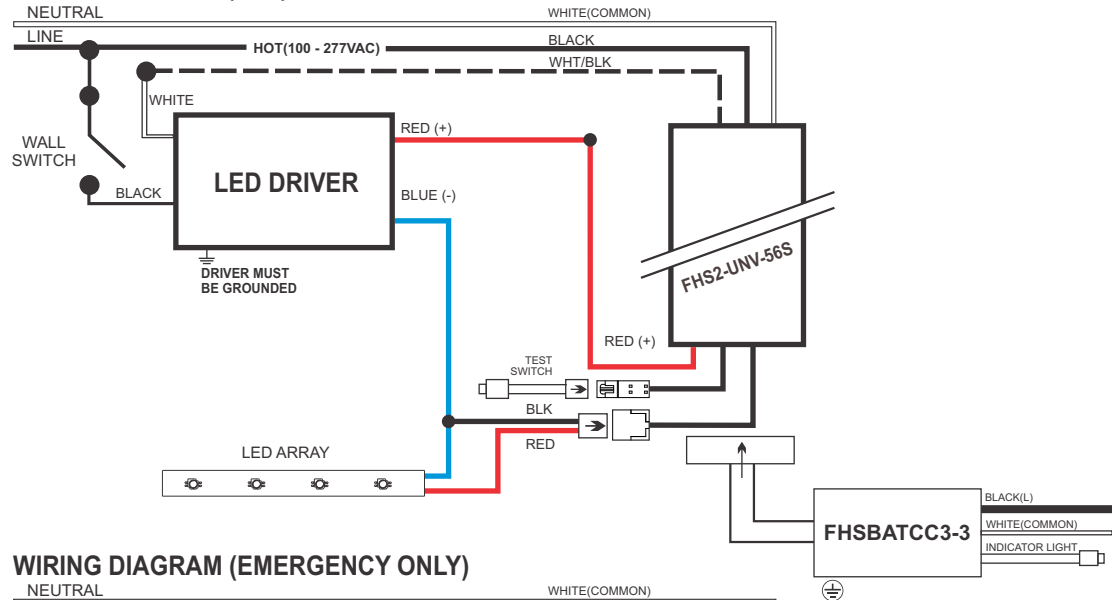 NEUTRAL
WHITE(COMMON)
LINE
HOT(100 - 277VAC)
BLACK
WHT/BLK
WHITE
WALL
SWITCH
BLACK
LED DRIVER
RED (+)
BLUE (-)
DRIVER MUST
BE GROUNDED
FHS2-UNV-56S
RED (+)
TEST
SWITCH
BLK
RED
LED ARRAY
FHSBATCC3-3
BLACK(L)
WHITE(COMMON)
INDICATOR LIGHT
WIRING DIAGRAM (EMERGENCY ONLY)
NEUTRAL
WHITE(COMMON)